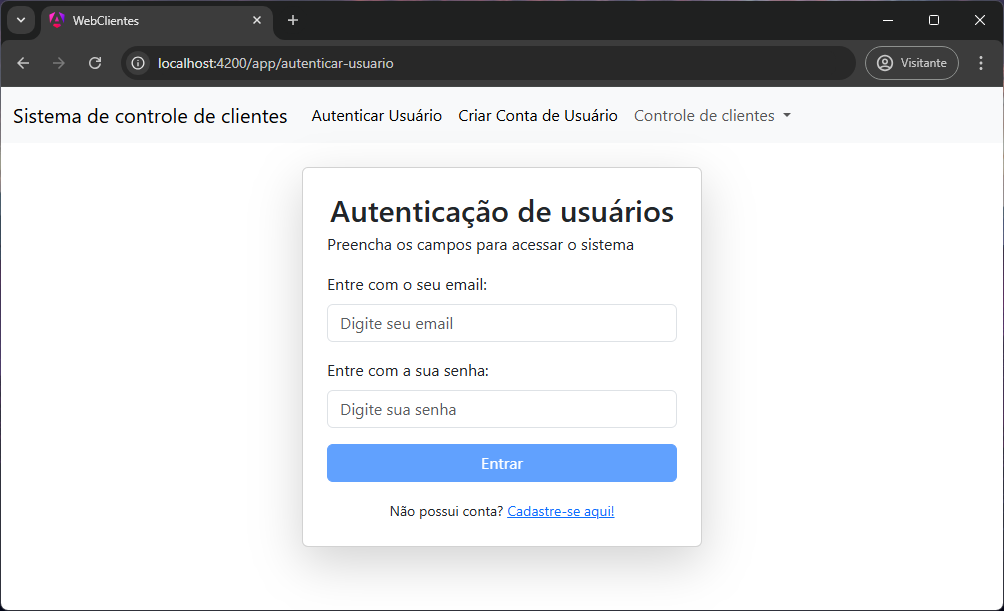 WebClientes
localhost:4200/app/autenticar-usuario
Visitante
Sistema de controle de clientes Autenticar Usuário Criar Conta de Usuário Controle de clientes
Autenticação de usuários
Preencha os campos para acessar o sistema
Entre com o seu email:
Digite seu email
Entre com a sua senha:
Digite sua senha
Entrar
Não possui conta? Cadastre-se aqui!